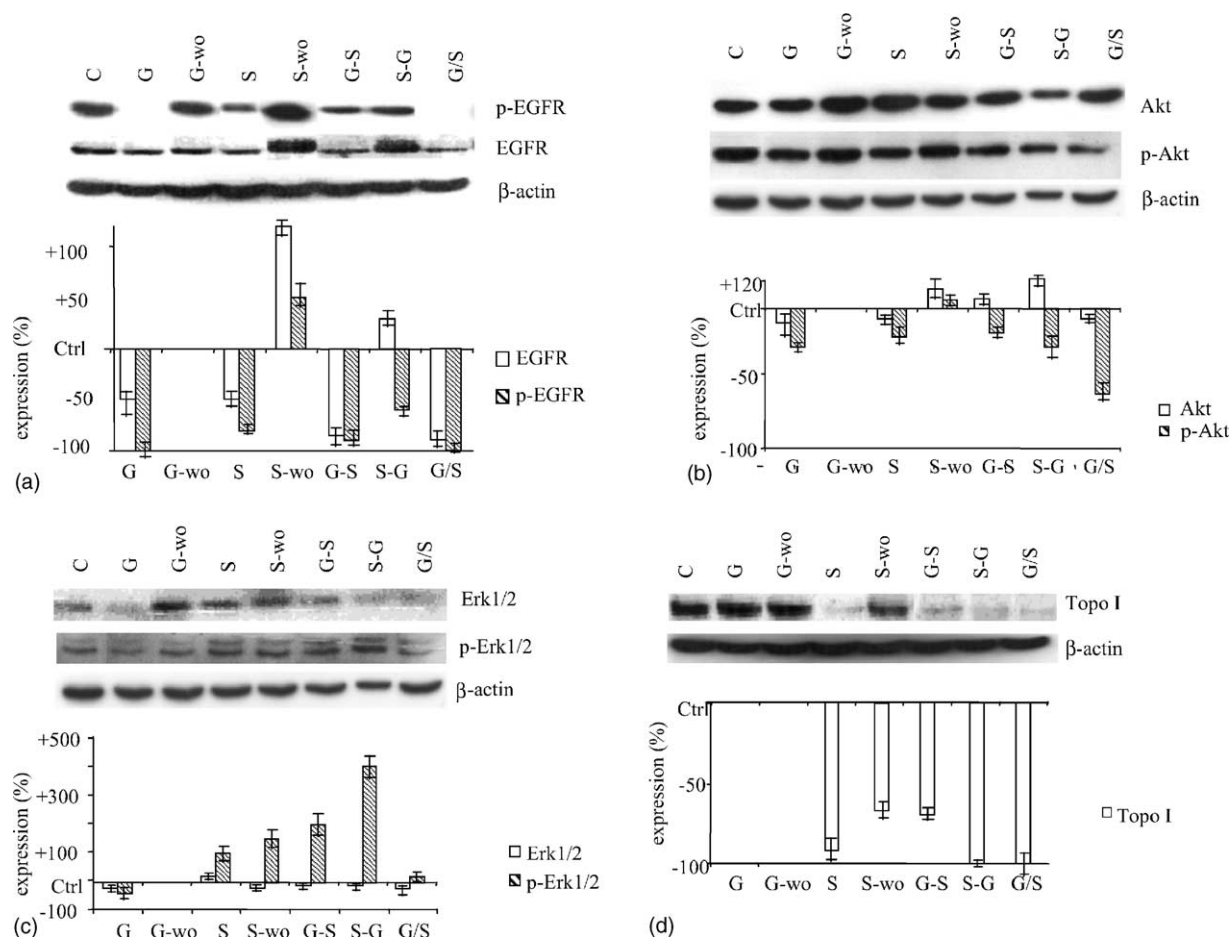 C G G-wo S S-wo G-S S-G G/S
p-EGFR
EGFR
β-actin
+100
+50
Ctrl
-50
-100
expression (%)
EGFR
p-EGFR
G G-wo S S-wo G-S S-G G/S
(a)
C G G-wo S S-wo G-S S-G G/S
Akt
p-Akt
β-actin
+120
Ctrl
-50
-100
expression (%)
Akt
p-Akt
- G G-wo S S-wo G-S S-G G/S
(b)
C G G-wo S S-wo G-S S-G G/S
Erk1/2
p-Erk1/2
β-actin
+500
+300
+100
Ctrl
-100
expression (%)
Erk1/2
p-Erk1/2
G G-wo S S-wo G-S S-G G/S
(c)
C G G-wo S S-wo G-S S-G G/S
Topo I
β-actin
Ctrl
-50
-100
expression (%)
Topo I
G G-wo S S-wo G-S S-G G/S
(d)